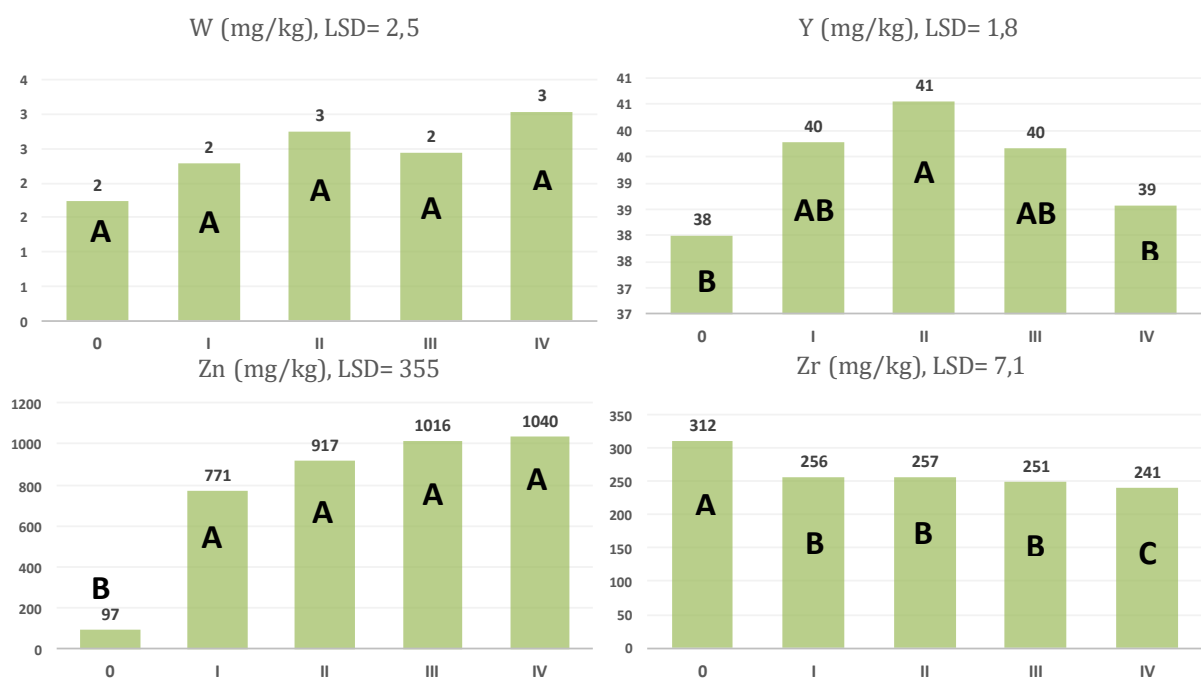 W (mg/kg), LSD= 2,5
4
3
3
2
2
1
1
0
2
2
3
2
3
A
A
A
A
A
0
I
II
III
IV
Y (mg/kg), LSD= 1,8
41
41
40
40
39
39
38
38
37
37
38
40
41
40
39
B
AB
A
AB
B
0
I
II
III
IV
Zn (mg/kg), LSD= 355
1200
1000
800
600
400
200
0
97
771
917
1016
1040
B
A
A
A
A
0
I
II
III
IV
Zr (mg/kg), LSD= 7,1
350
300
250
200
150
100
50
0
312
256
257
251
241
A
B
B
B
C
0
I
II
III
IV